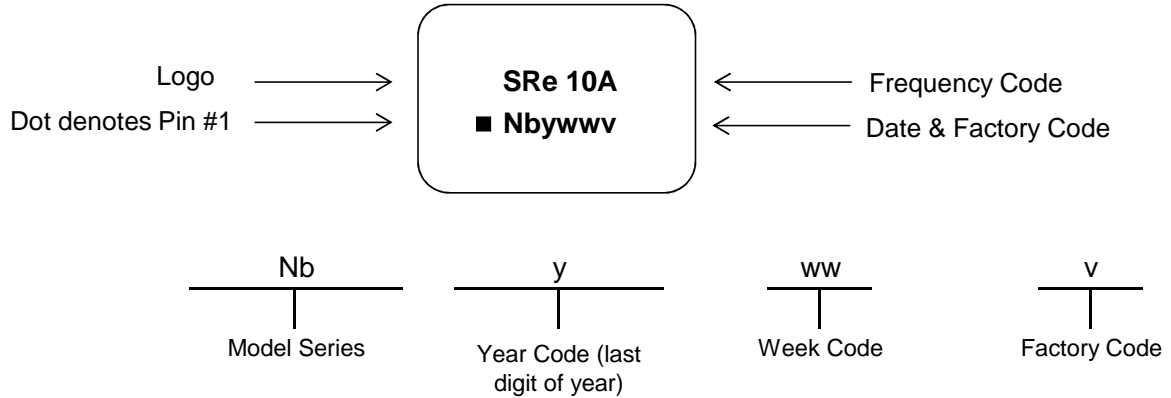 Logo
SRe 10A
Frequency Code
Dot denotes Pin #1
■ Nbywwv
Date & Factory Code
Nb
y
ww
v
Model Series
Year Code (last
digit of year)
Week Code
Factory Code